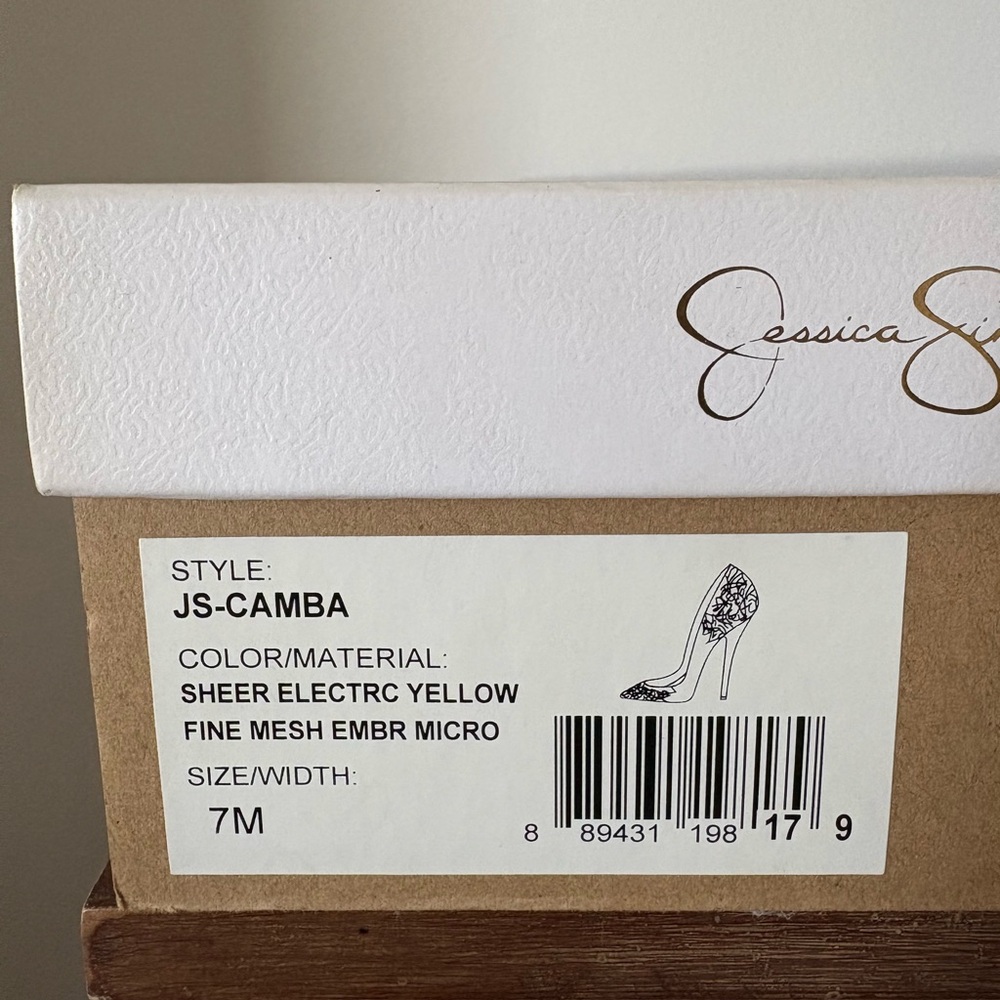 Jessica Sim
STYLE:
JS-CAMBA
COLOR/MATERIAL:
SHEER ELECTRC YELLOW
FINE MESH EMBR MICRO
SIZE/WIDTH:
7M
8 89431 198 17 9